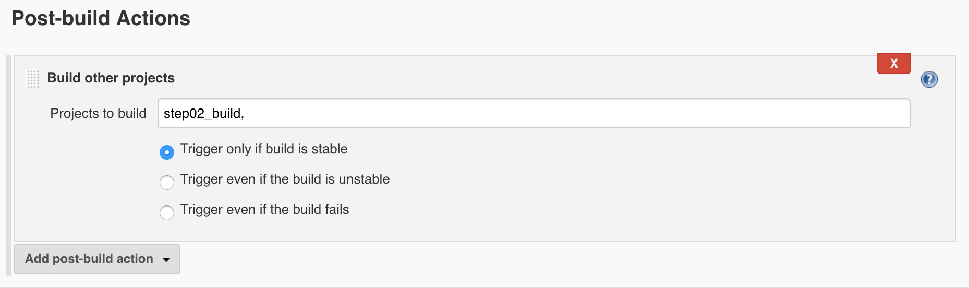 Post-build Actions
X
Build other projects
?
Projects to build step02_build,
Trigger only if build is stable
Trigger even if the build is unstable
Trigger even if the build fails
Add post-build action